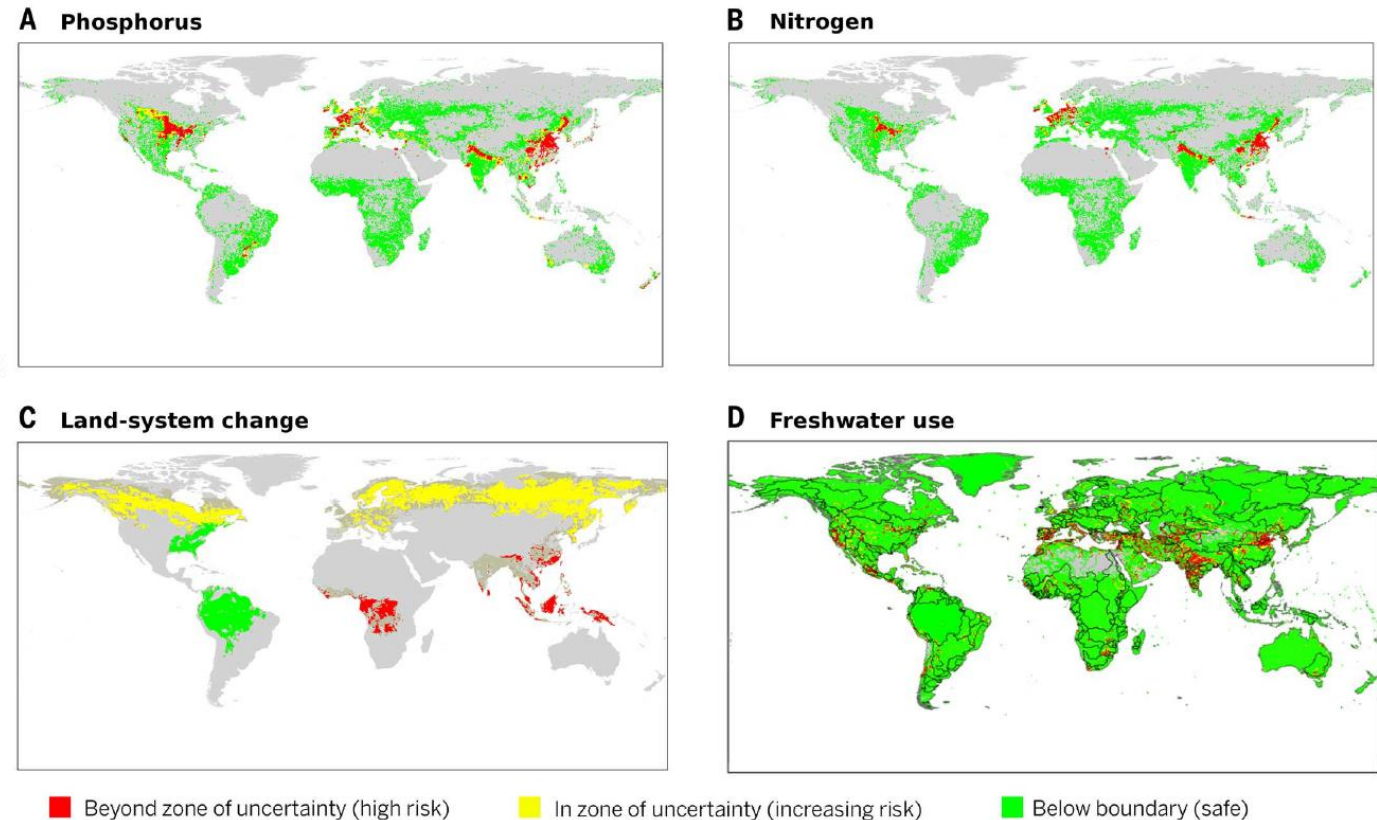 A Phosphorus
B Nitrogen
C Land-system change
D Freshwater use
Beyond zone of uncertainty (high risk)
In zone of uncertainty (increasing risk)
Below boundary (safe)